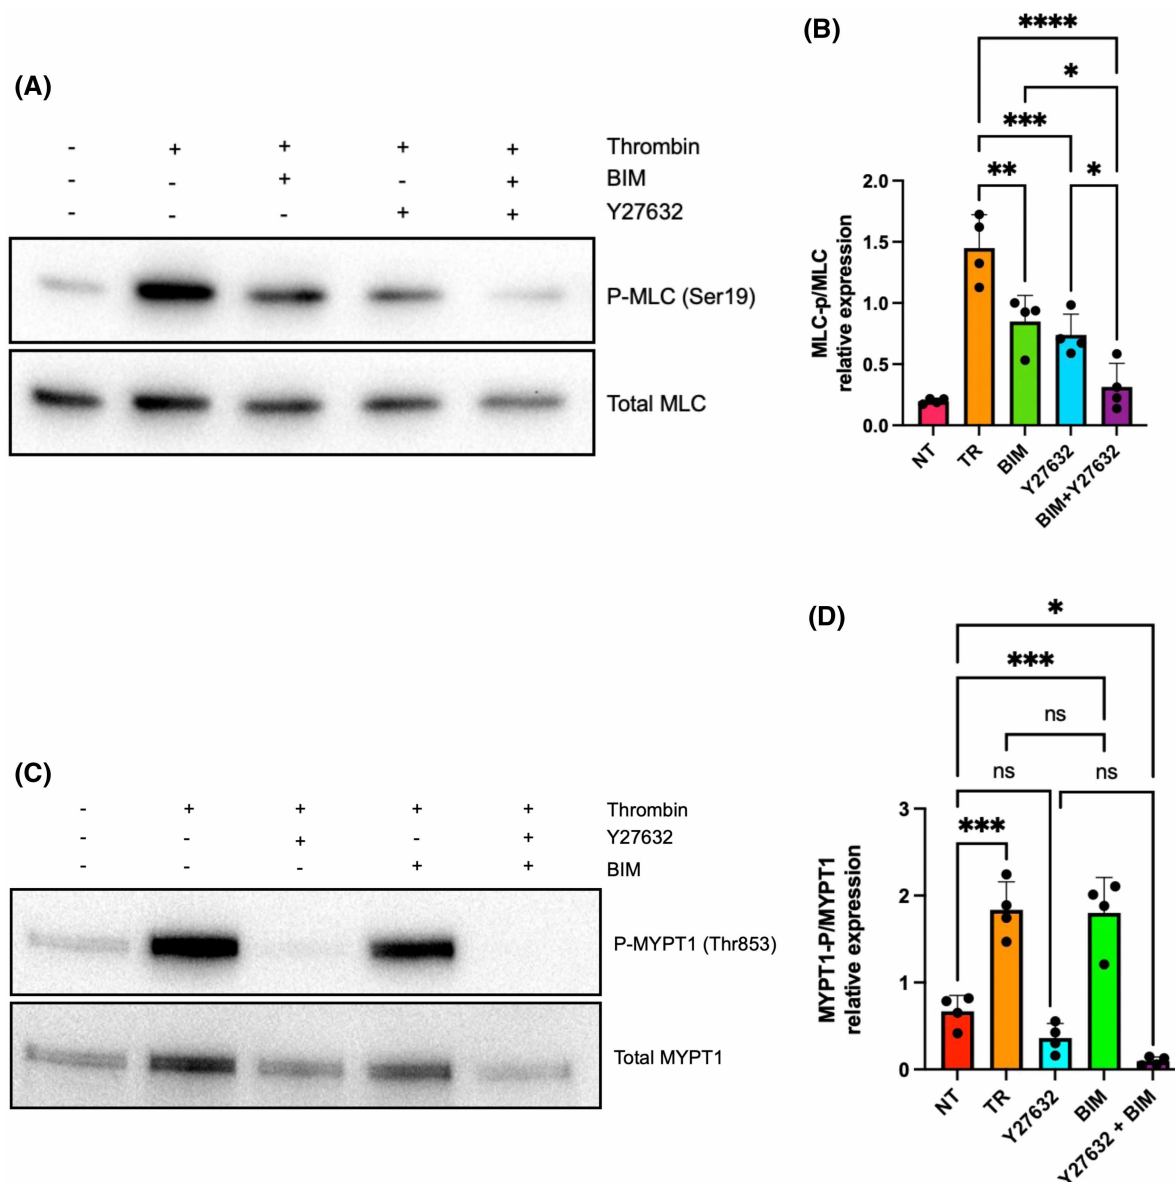 (A)
- + + + + Thrombin
- - + - + BIM
- - - + + Y27632
P-MLC (Ser19)
Total MLC
(B)
****
*
***
** *
MLC-p/MLC
relative expression
2.0
1.5
1.0
0.5
0.0
NT TR BIM Y27632 BIM+Y27632
(C)
- + + + + Thrombin
- - + - + Y27632
- - - + + BIM
P-MYPT1 (Thr853)
Total MYPT1
(D)
*
***
ns
ns ns
***
MYPT1-P/MYPT1
relative expression
3
2
1
0
NT TR Y27632 BIM Y27632 + BIM